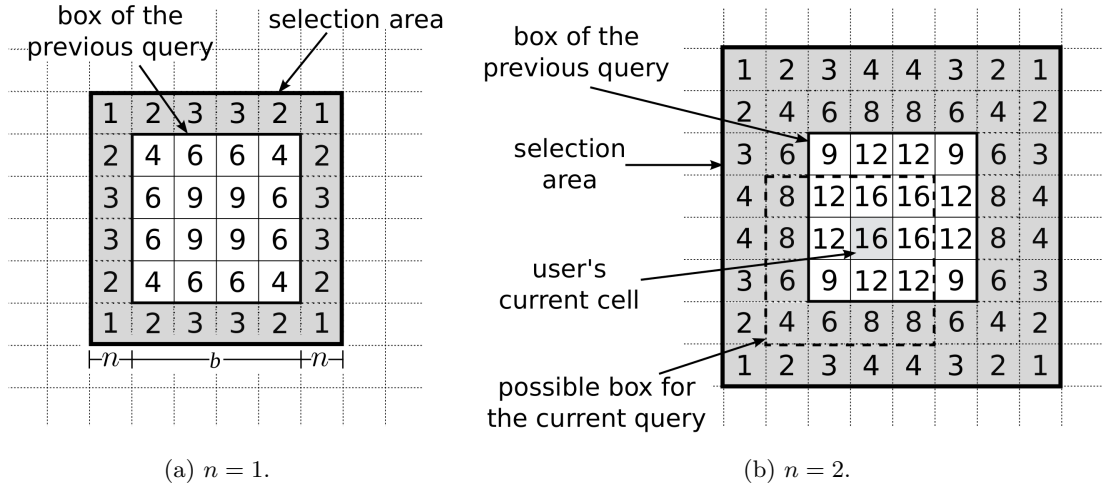 box of the
previous query
selection area
1 2 3 3 2 1
2 4 6 6 4 2
3 6 9 9 6 3
3 6 9 9 6 3
2 4 6 6 4 2
1 2 3 3 2 1
n b n
(a) n = 1.
box of the
previous query
selection
area
user's
current cell
possible box for
the current query
1 2 3 4 4 3 2 1
2 4 6 8 8 6 4 2
3 6 9 12 12 9 6 3
4 8 12 16 16 12 8 4
4 8 12 16 16 12 8 4
3 6 9 12 12 9 6 3
2 4 6 8 8 6 4 2
1 2 3 4 4 3 2 1
(b) n = 2.